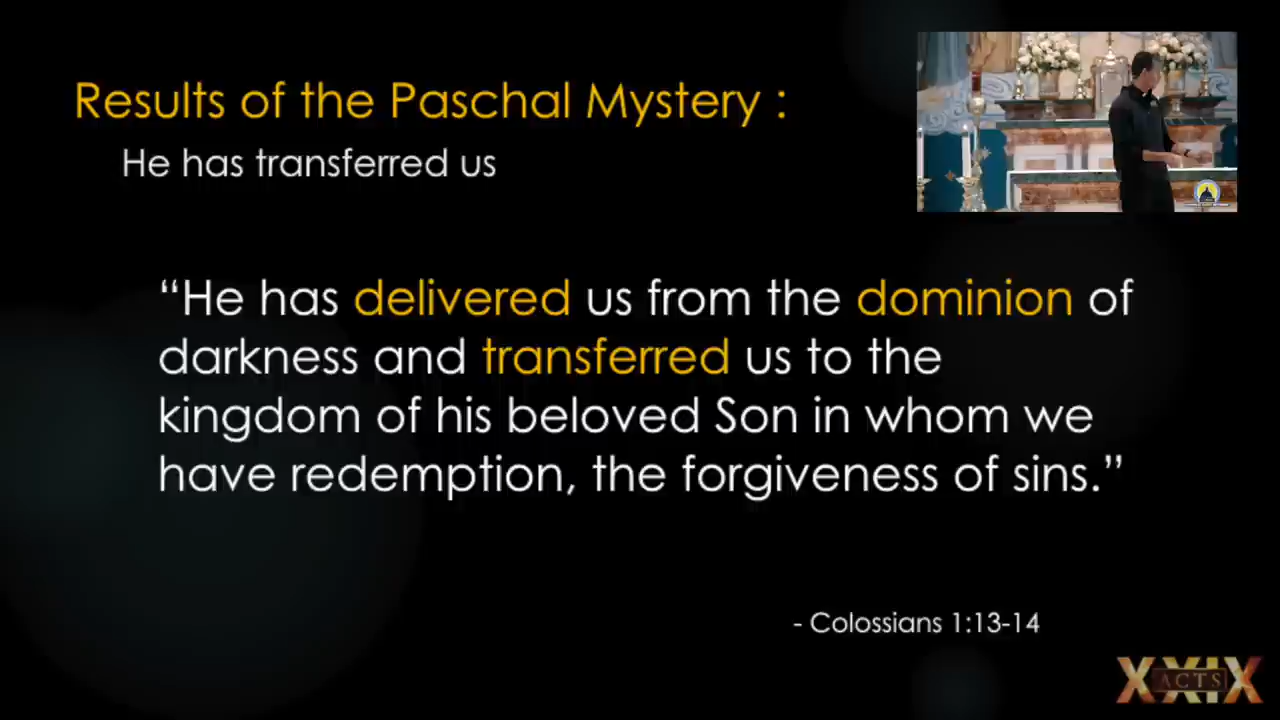 Results of the Paschal Mystery :
He has transferred us
“He has delivered us from the dominion of
darkness and transferred us to the
kingdom of his beloved Son in whom we
have redemption, the forgiveness of sins.”
- Colossians 1:13-14
XXIX
ACTS